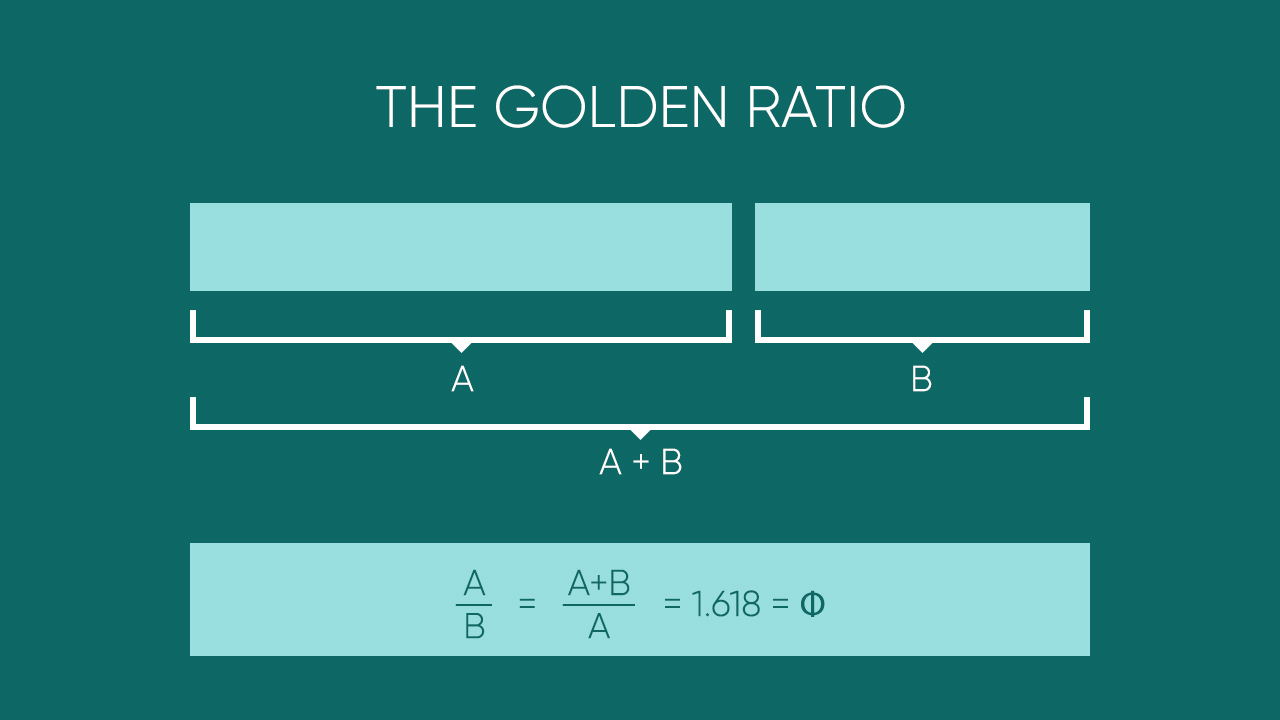 THE GOLDEN RATIO
A
B
A + B
A/B = A+B/A = 1.618 = Φ